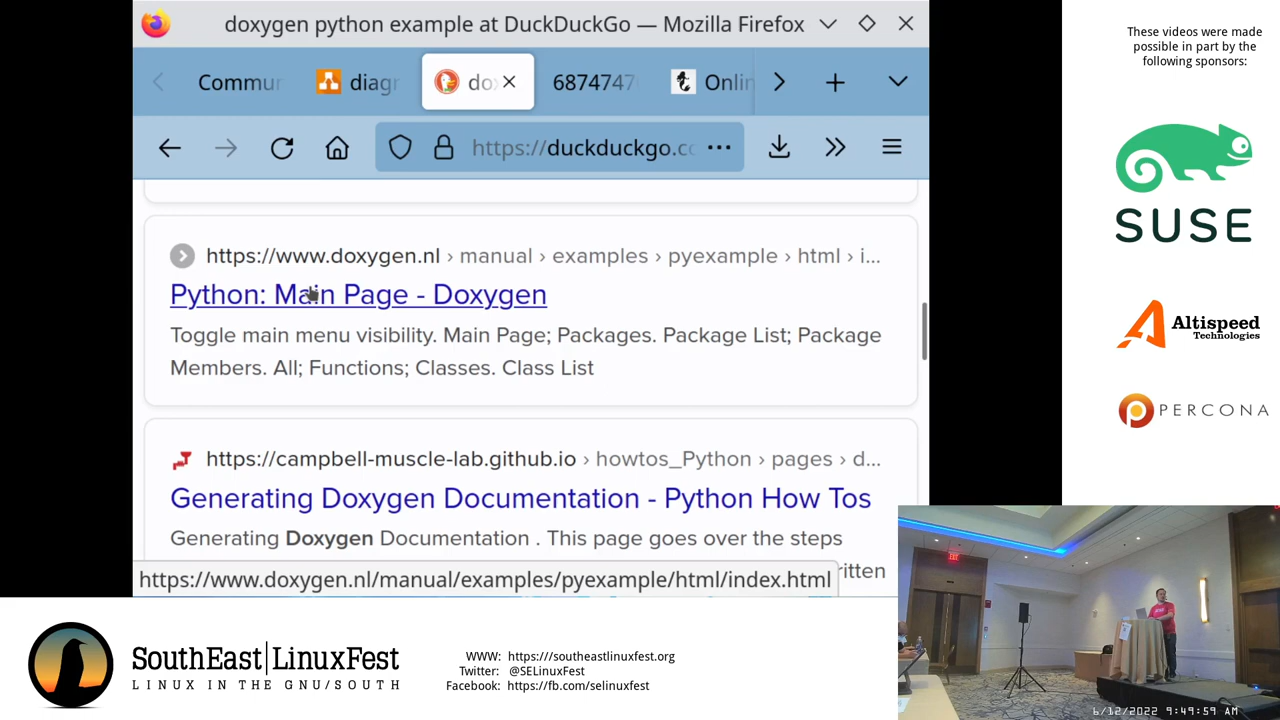 doxygen python example at DuckDuckGo — Mozilla Firefox
Commun
diagr
do
6874747
Onlin
https://duckduckgo.co
https://www.doxygen.nl › manual › examples › pyexample › html › i...
Python: Main Page - Doxygen
Toggle main menu visibility. Main Page; Packages. Package List; Package
Members. All; Functions; Classes. Class List
https://campbell-muscle-lab.github.io › howtos_Python › pages › d...
Generating Doxygen Documentation - Python How Tos
Generating Doxygen Documentation . This page goes over the steps
ritten
https://www.doxygen.nl/manual/examples/pyexample/html/index.html
These videos were made
possible in part by the
following sponsors:
SUSE
Altispeed
Technologies
PERCONA
SouthEast LinuxFest
LINUX IN THE GNU/SOUTH
WWW: https://southeastlinuxfest.org
Twitter: @SELinuxFest
Facebook: https://fb.com/selinuxfest
6/12/2022 9:49:59 AM